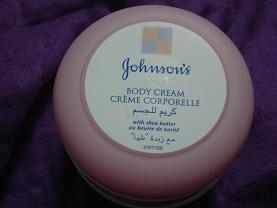 Johnson's
BODY CREAM
CRÈME CORPORELLE
كريم للجسم
with shea butter
au beurre de karité
مع زبدة "شيا"